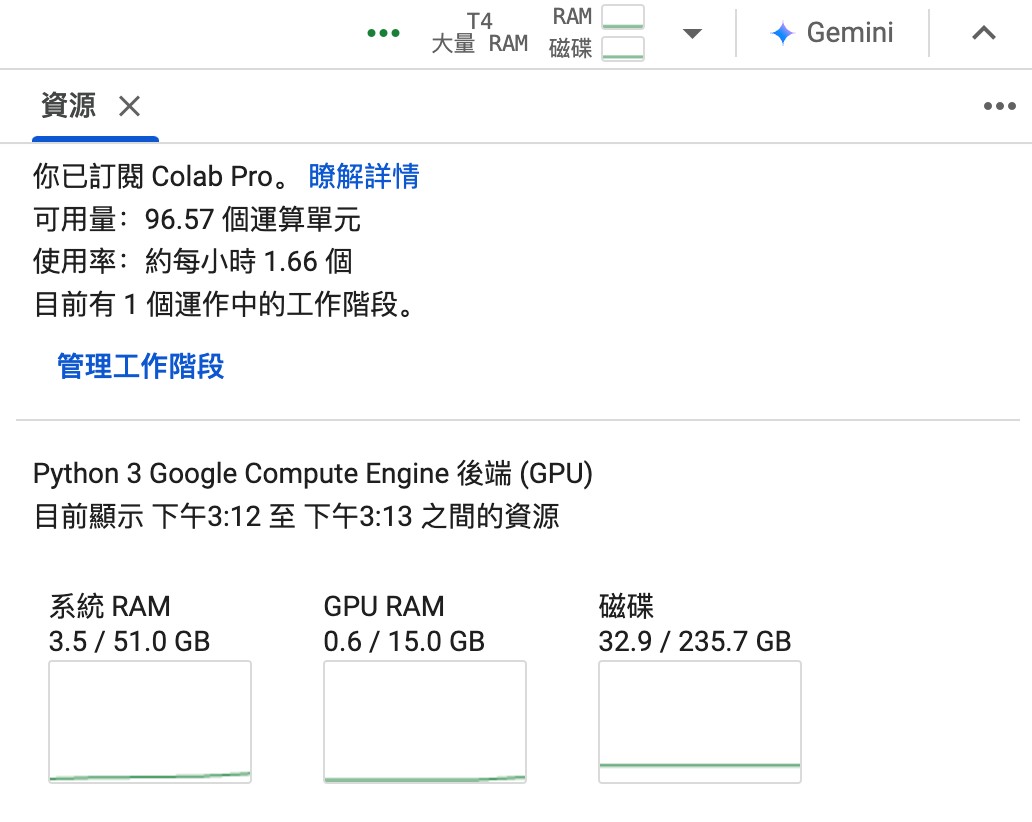 T4
大量 RAM
RAM
磁碟
Gemini
資源
你已訂閱 Colab Pro。 瞭解詳情
可用量：96.57 個運算單元
使用率：約每小時 1.66 個
目前有 1 個運作中的工作階段。
管理工作階段
Python 3 Google Compute Engine 後端 (GPU)
目前顯示 下午3:12 至 下午3:13 之間的資源
系統 RAM
3.5 / 51.0 GB
GPU RAM
0.6 / 15.0 GB
磁碟
32.9 / 235.7 GB